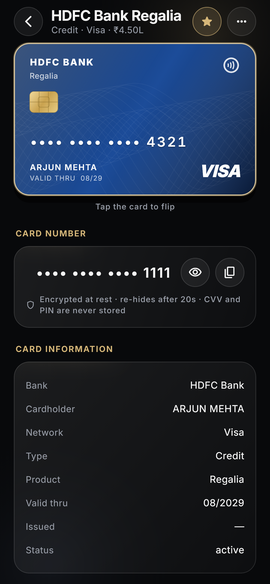 HDFC Bank Regalia
Credit · Visa · ₹4.50L
HDFC BANK
Regalia
•••• •••• •••• 4321
ARJUN MEHTA
VALID THRU 08/29
VISA
Tap the card to flip
CARD NUMBER
•••• •••• •••• 1111
Encrypted at rest · re-hides after 20s · CVV and
PIN are never stored
CARD INFORMATION
Bank HDFC Bank
Cardholder ARJUN MEHTA
Network Visa
Type Credit
Product Regalia
Valid thru 08/2029
Issued —
Status active